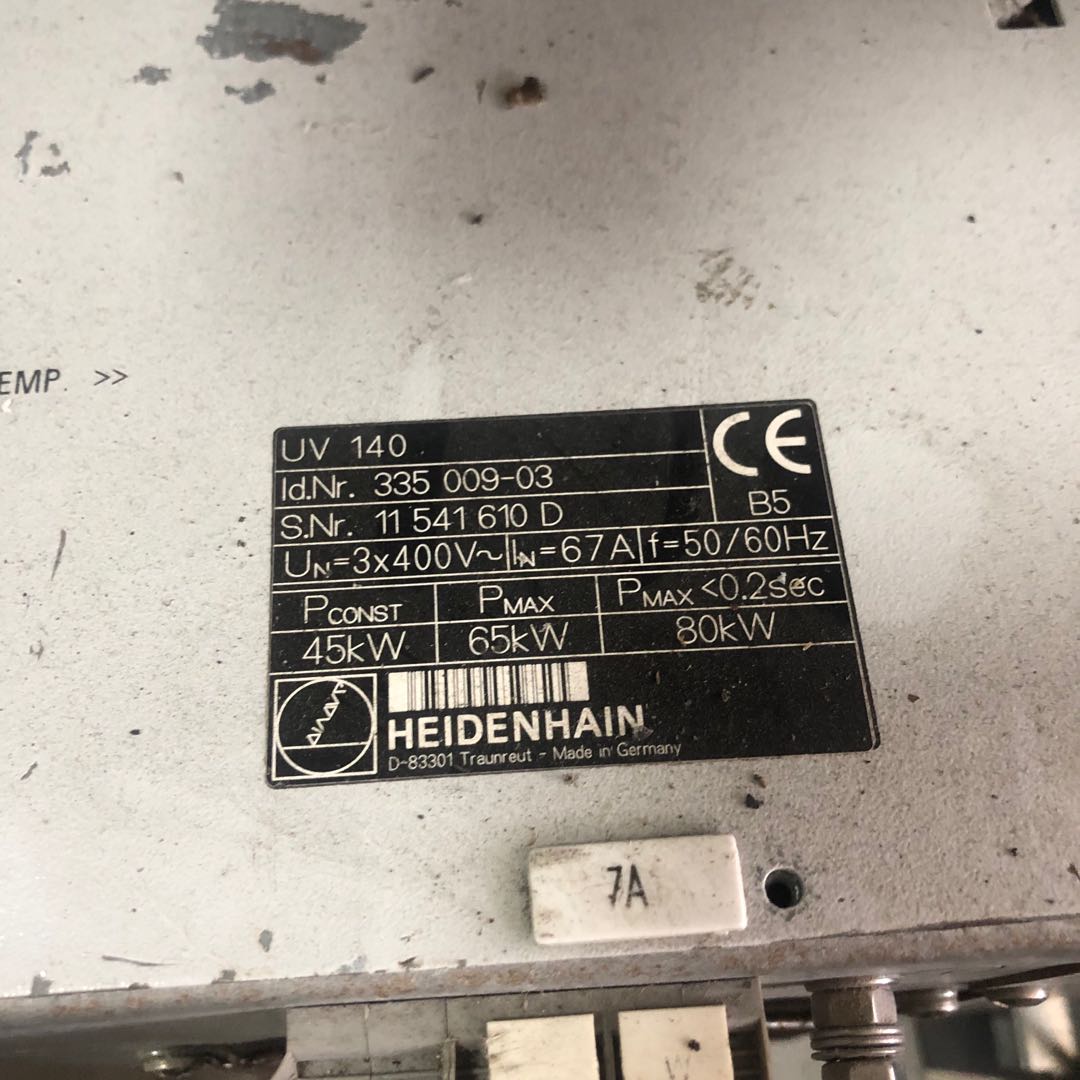 EMP. >>
UV 140
Id.Nr. 335 009-03
S.Nr. 11 541 610 D
CE
B5
UN=3x400V~ IN=67A f=50/60Hz
PCONST PMAX PMAX <0.2sec
45kW 65kW 80kW
HEIDENHAIN
D-83301 Traunreut - Made in Germany
7A